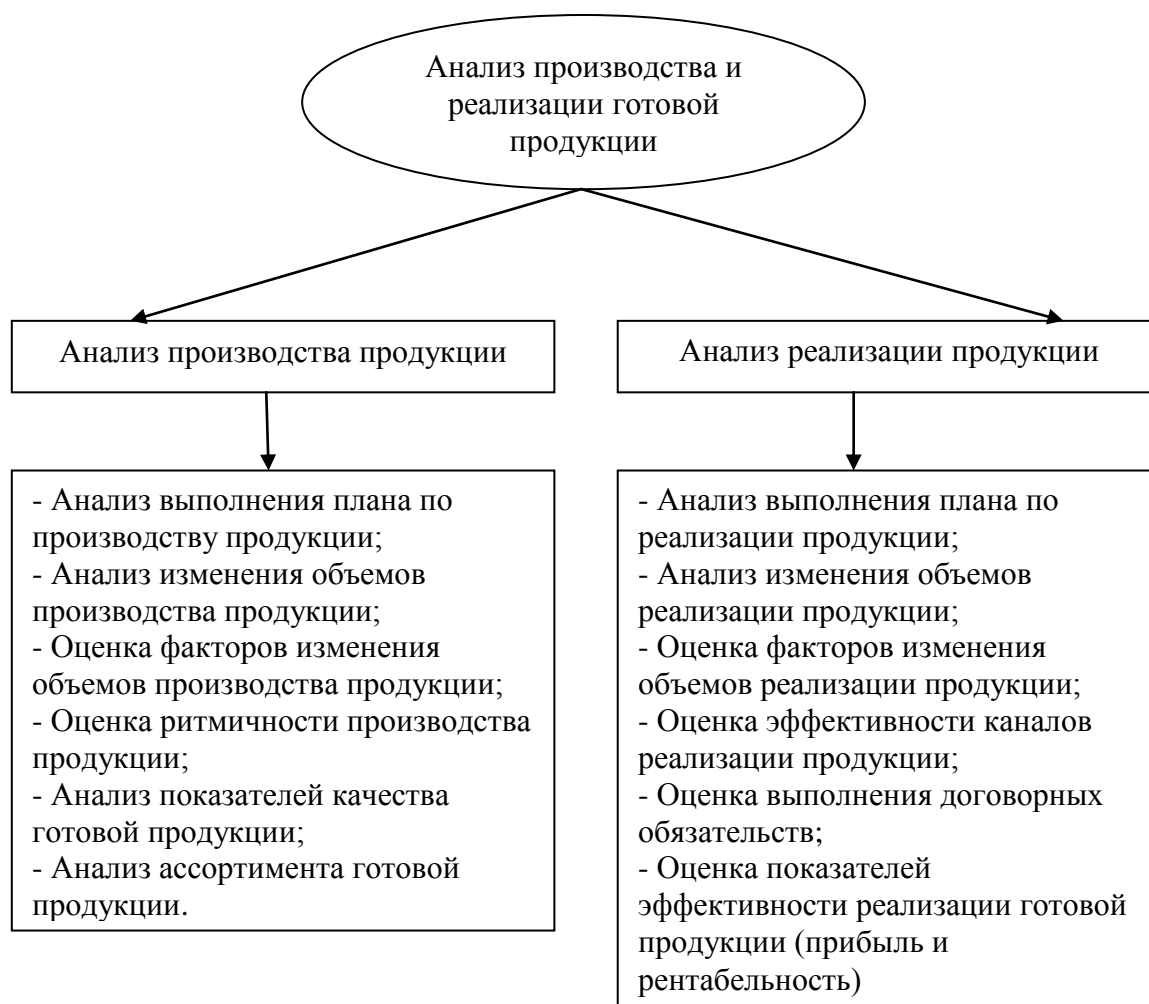 Анализ производства и
реализации готовой
продукции
Анализ производства продукции
Анализ реализации продукции
- Анализ выполнения плана по
производству продукции;
- Анализ изменения объемов
производства продукции;
- Оценка факторов изменения
объемов производства продукции;
- Оценка ритмичности производства
продукции;
- Анализ показателей качества
готовой продукции;
- Анализ ассортимента готовой
продукции.
- Анализ выполнения плана по
реализации продукции;
- Анализ изменения объемов
реализации продукции;
- Оценка факторов изменения
объемов реализации продукции;
- Оценка эффективности каналов
реализации продукции;
- Оценка выполнения договорных
обязательств;
- Оценка показателей
эффективности реализации готовой
продукции (прибыль и
рентабельность)